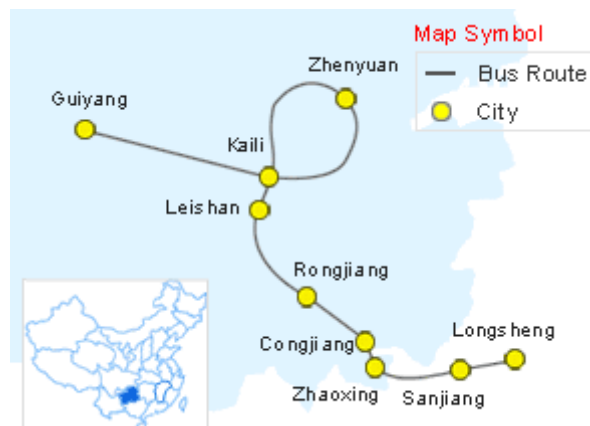 Map Symbol
Zhenyuan
Bus Route
Guiyang
City
Kaili
Leishan
Rongjiang
Longsheng
Congjiang
Zhaoxing
Sanjiang